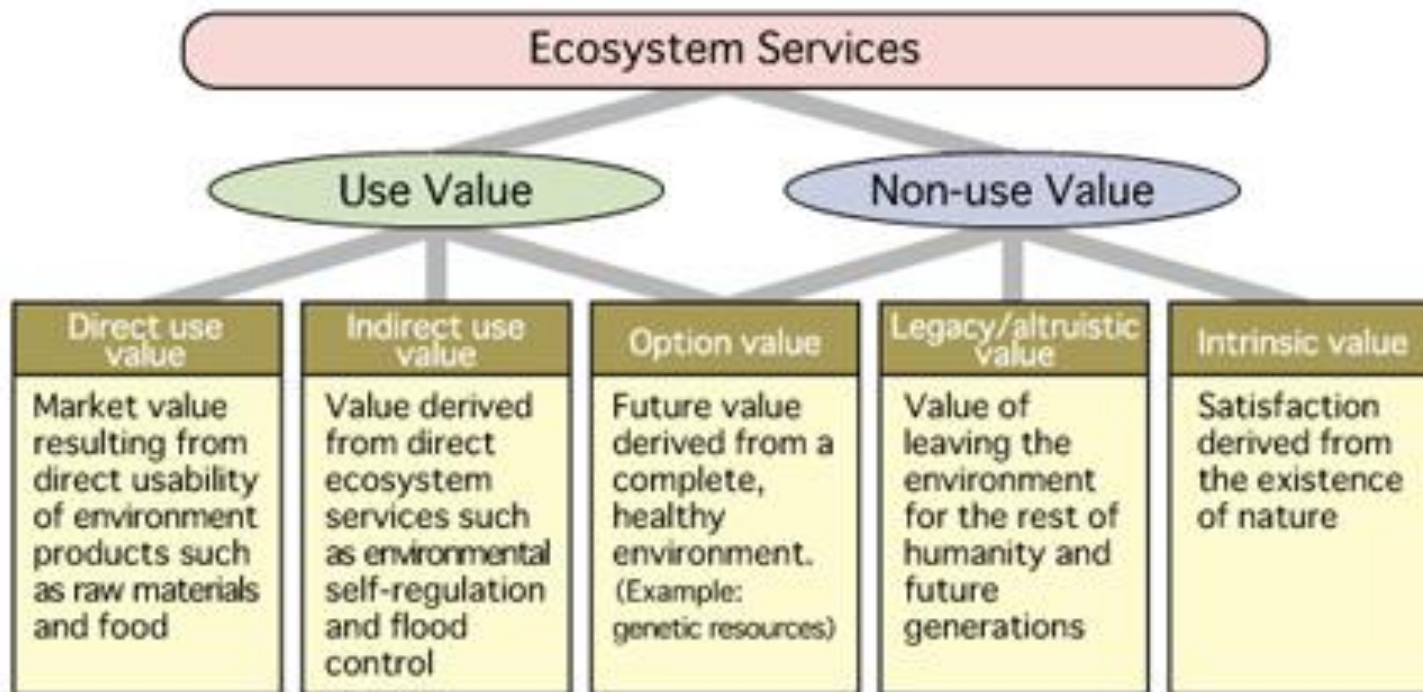 Ecosystem Services
Use Value
Non-use Value
Direct use
value
Market value
resulting from
direct usability
of environment
products such
as raw materials
and food
Indirect use
value
Value derived
from direct
ecosystem
services such
as environmental
self-regulation
and flood
control
Option value
Future value
derived from a
complete,
healthy
environment.
(Example:
genetic resources)
Legacy/altruistic
value
Value of
leaving the
environment
for the rest of
humanity and
future
generations
Intrinsic value
Satisfaction
derived from
the existence
of nature